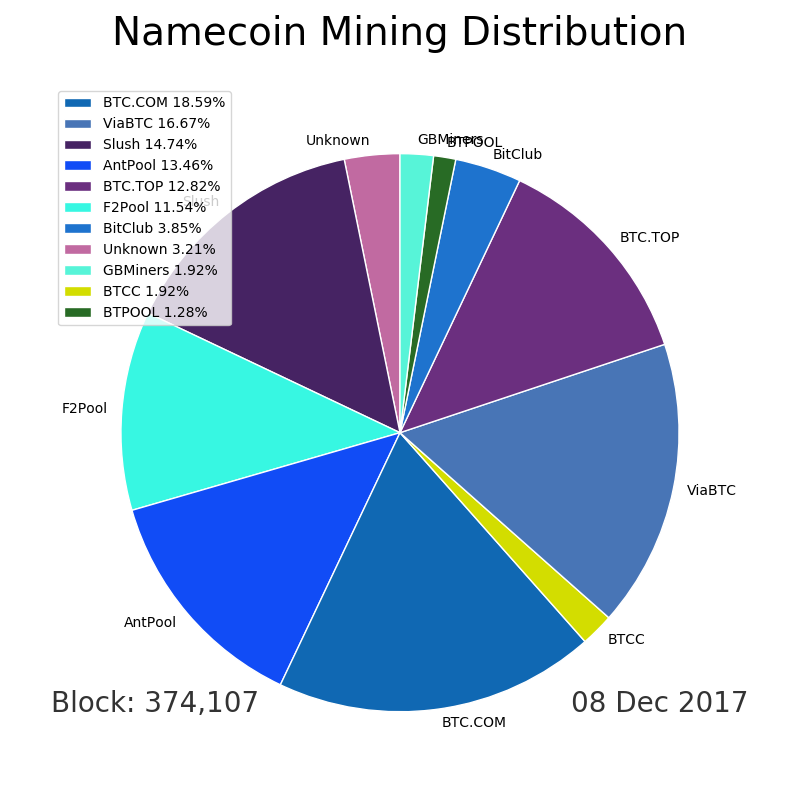 Namecoin Mining Distribution
BTC.COM 18.59%
ViaBTC 16.67%
Slush 14.74%
AntPool 13.46%
BTC.TOP 12.82%
F2Pool 11.54%
BitClub 3.85%
Unknown 3.21%
GBMiners 1.92%
BTCC 1.92%
BTPOOL 1.28%
Unknown
GBMiners
BTPOOL
BitClub
Slush
BTC.TOP
F2Pool
ViaBTC
AntPool
BTCC
BTC.COM
Block: 374,107
08 Dec 2017